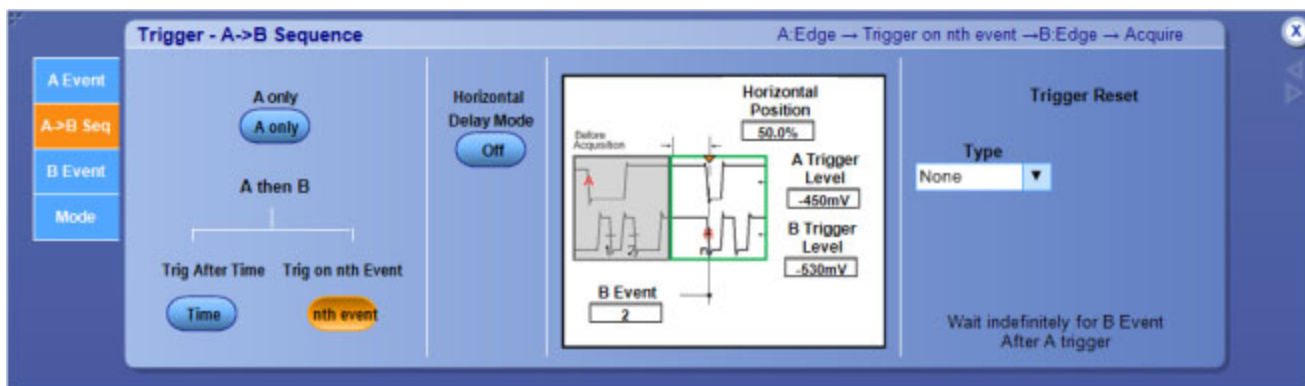 Trigger - A->B Sequence
A:Edge → Trigger on nth event →B:Edge → Acquire
X
A Event
A->B Seq
B Event
Mode
A only
A only
A then B
Trig After Time
Trig on nth Event
Time
nth event
Horizontal
Delay Mode
Off
Before
Acquisition
Horizontal
Position
50.0%
A Trigger
Level
-450mV
B Trigger
Level
-530mV
A
B Event
2
Trigger Reset
Type
None
Wait indefinitely for B Event
After A trigger